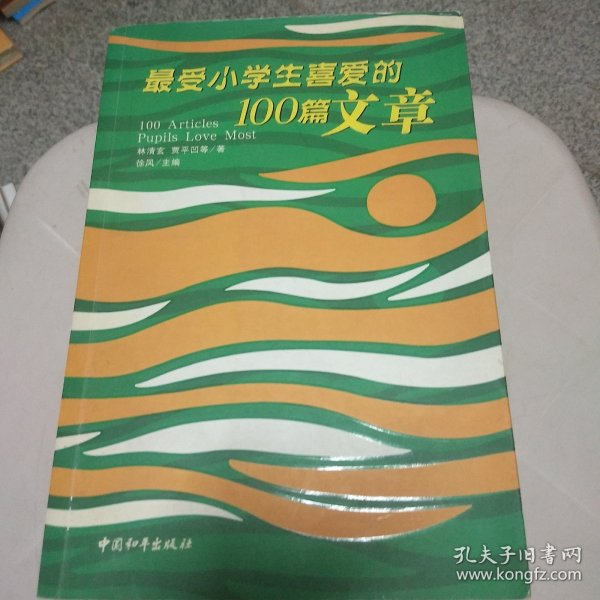 最受小学生喜爱的
100篇文章
100 Articles
Pupils Love Most
林清玄 贾平凹等/著
徐风/主编
中国和平出版社
孔夫子旧书网
www.kongfz.com